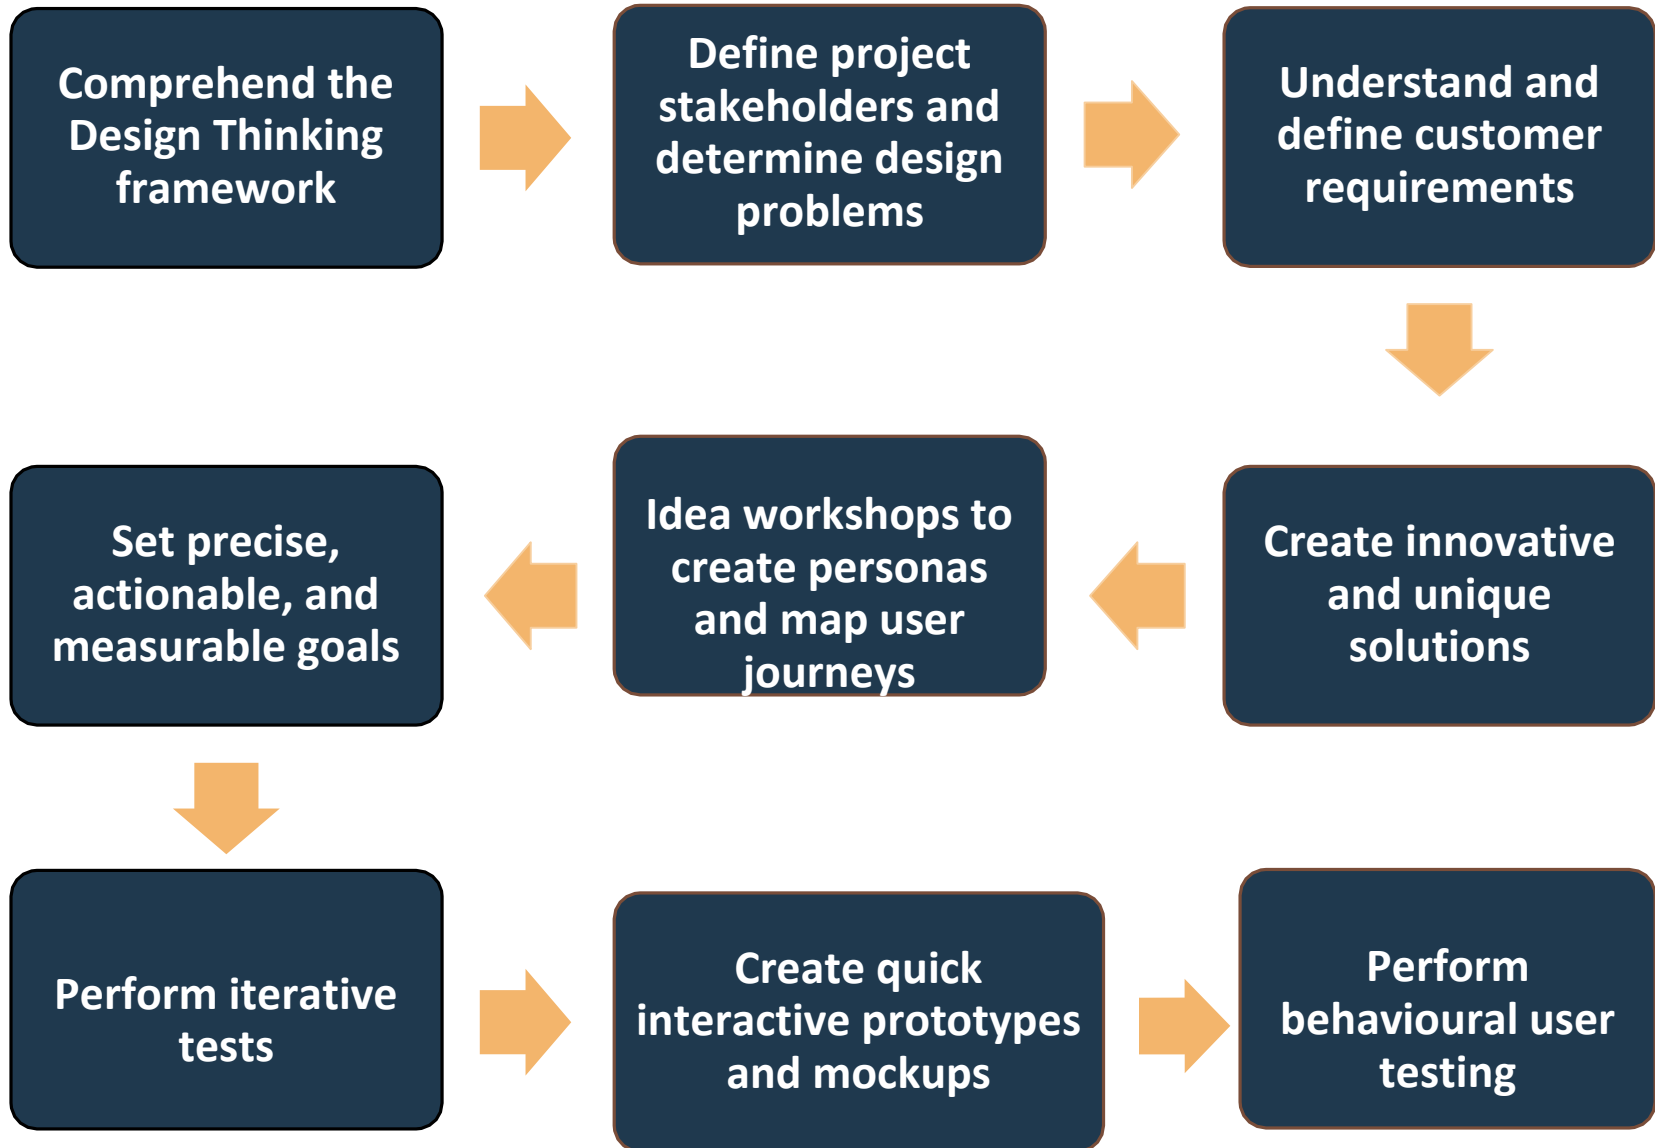 Comprehend the
Design Thinking
framework
Define project
stakeholders and
determine design
problems
Understand and
define customer
requirements
Create innovative
and unique
solutions
Idea workshops to
create personas
and map user
journeys
Set precise,
actionable, and
measurable goals
Perform iterative
tests
Create quick
interactive prototypes
and mockups
Perform
behavioural user
testing